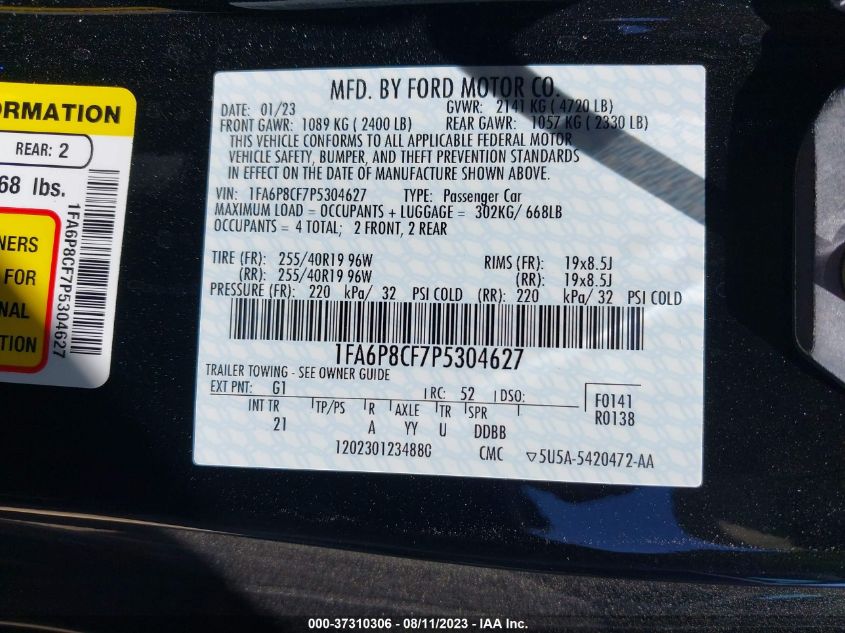 MFD. BY FORD MOTOR CO.
DATE: 01/23 GVWR: 2141 KG ( 4720 LB)
FRONT GAWR: 1089 KG ( 2400 LB) REAR GAWR: 1057 KG ( 2330 LB)
THIS VEHICLE CONFORMS TO ALL APPLICABLE FEDERAL MOTOR
VEHICLE SAFETY, BUMPER, AND THEFT PREVENTION STANDARDS
IN EFFECT ON THE DATE OF MANUFACTURE SHOWN ABOVE.
VIN: 1FA6P8CF7P5304627 TYPE: Passenger Car
MAXIMUM LOAD = OCCUPANTS + LUGGAGE = 302KG/ 668LB
OCCUPANTS = 4 TOTAL; 2 FRONT, 2 REAR
TIRE (FR): 255/40R19 96W RIMS (FR): 19x8.5J
(RR): 255/40R19 96W (RR): 19x8.5J
PRESSURE (FR): 220 kPa/ 32 PSI COLD (RR): 220 kPa/ 32 PSI COLD
1FA6P8CF7P5304627
TRAILER TOWING - SEE OWNER GUIDE
EXT PNT: G1 RC: 52 DSO:
F0141
R0138
INT TR TP/PS R AXLE TR SPR
21 A YY U DDBB
1202301234880 CMC ▽5U5A-5420472-AA
ORMATION
REAR: 2
68 lbs.
1FA6P8CF7P5304627
NERS
FOR
NAL
ATION
000-37310306 - 08/11/2023 - IAA Inc.